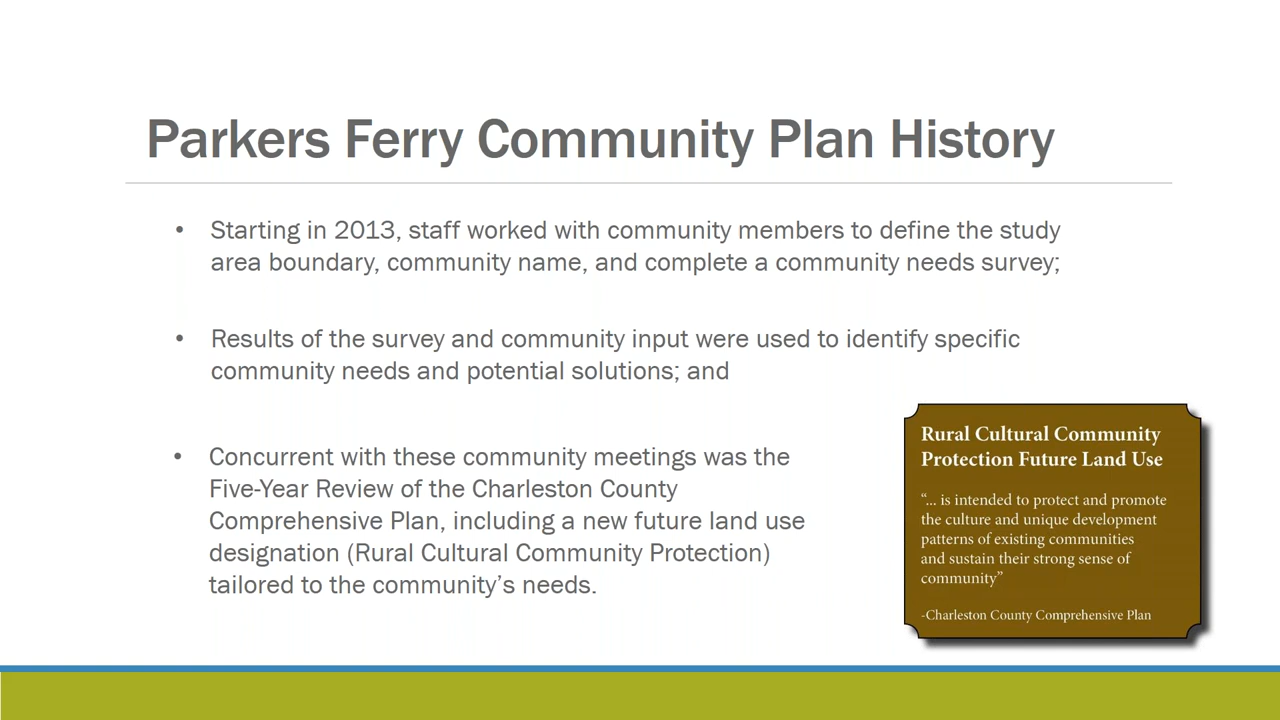 Parkers Ferry Community Plan History
• Starting in 2013, staff worked with community members to define the study
area boundary, community name, and complete a community needs survey;
• Results of the survey and community input were used to identify specific
community needs and potential solutions; and
• Concurrent with these community meetings was the
Five-Year Review of the Charleston County
Comprehensive Plan, including a new future land use
designation (Rural Cultural Community Protection)
tailored to the community’s needs.
Rural Cultural Community
Protection Future Land Use
“... is intended to protect and promote
the culture and unique development
patterns of existing communities
and sustain their strong sense of
community”
-Charleston County Comprehensive Plan